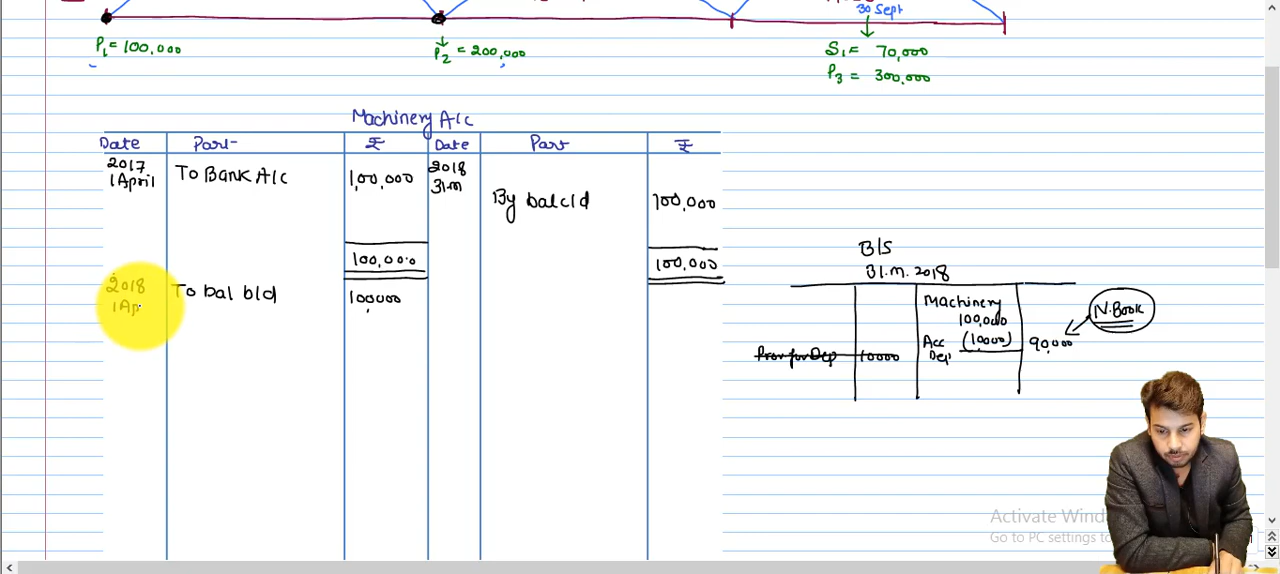 30 Sept
P1 = 100,000
P2 = 200,000
S1 = 70,000
P3 = 300,000
Machinery A/c
Date Part- ₹ Date Part ₹
2017
1 April To Bank A/c 1,00,000 2018
31.m
By bal c/d 100,000
100,000 100,000
2018
1 Ap To bal b/d 100000
B/S
31.m.2018
Machinery
100,000
Acc (10000) 90,000
Dep
Prov for Dep 10000
N.Book
Activate Wind
Go to PC settings to